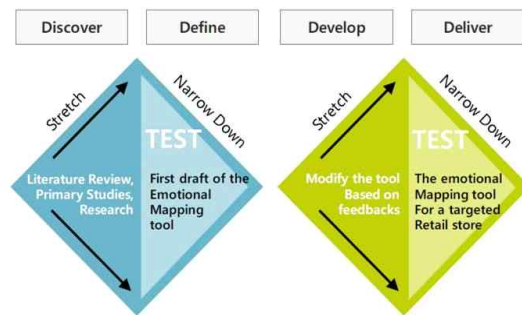 Discover
Define
Develop
Deliver
Stretch
Narrow Down
TEST
Literature Review,
Primary Studies,
Research
First draft of the
Emotional
Mapping
tool
Stretch
Narrow Down
TEST
Modify the tool
Based on
feedbacks
The emotional
Mapping tool
For a targeted
Retail store